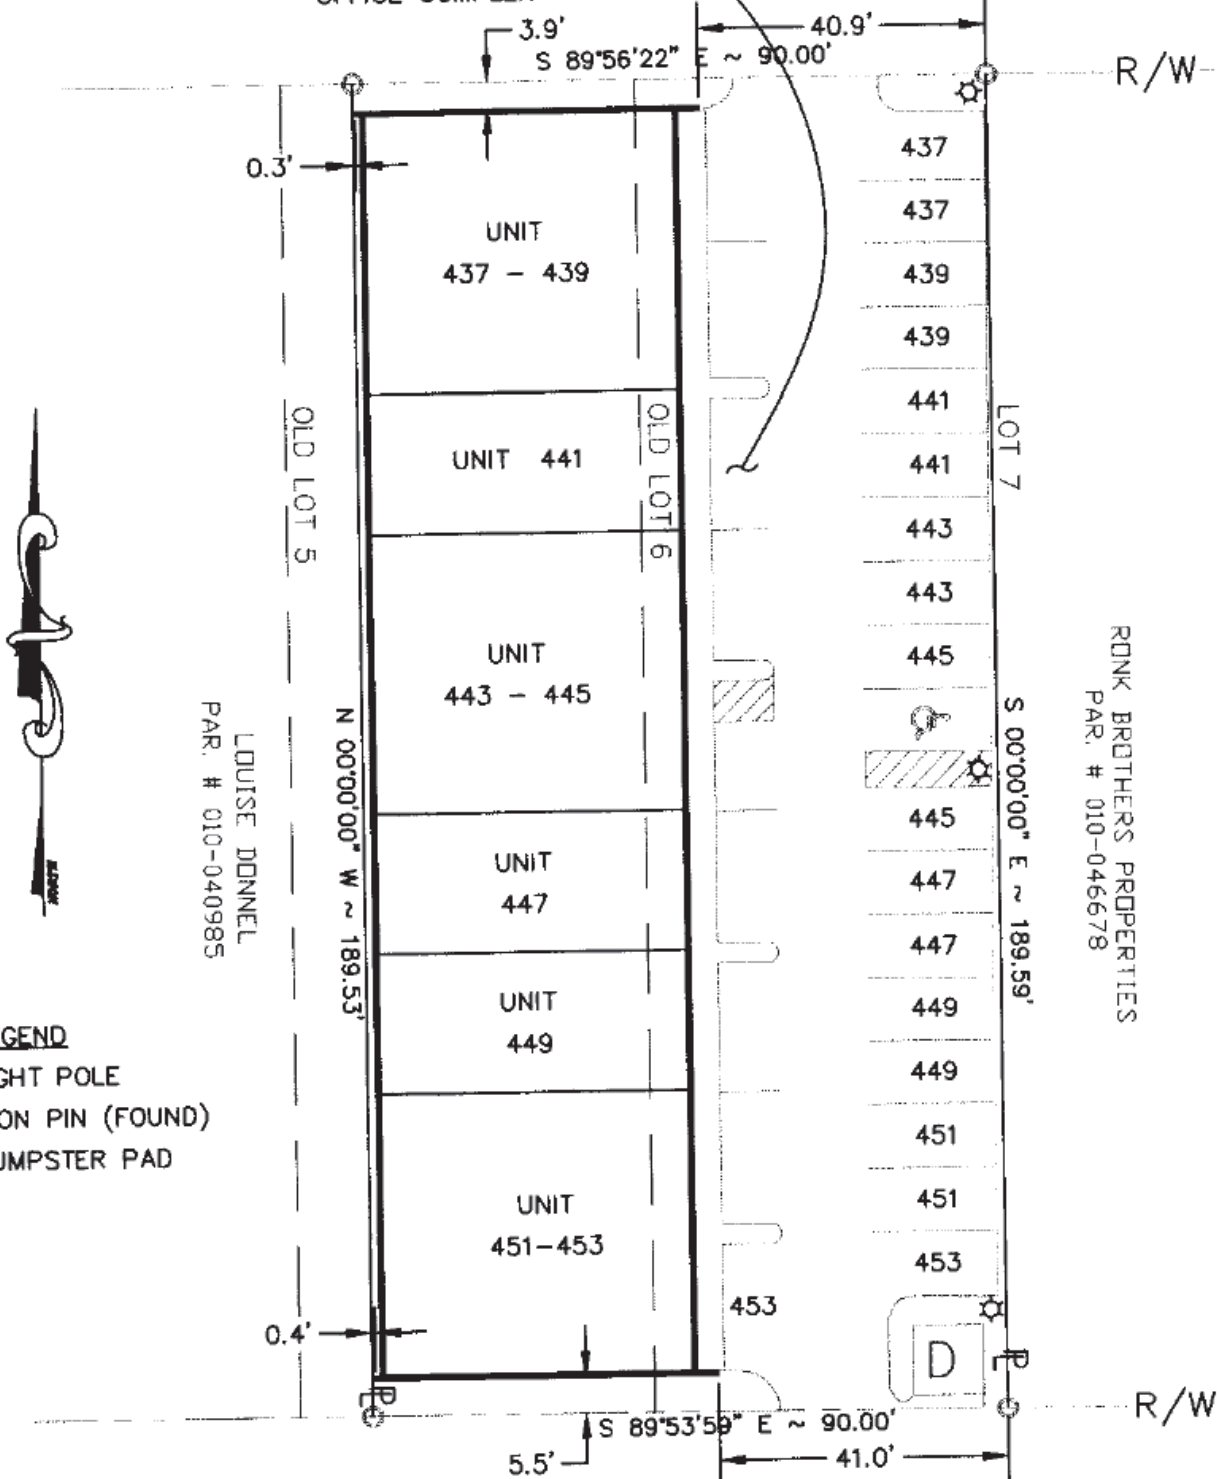 3.9'
40.9'
S 89°56'22" E ~ 90.00'
R/W
0.3'
UNIT
437 - 439
437
437
439
439
441
441
443
443
445
445
447
447
449
449
451
451
453
UNIT 441
OLD LOT 5
OLD LOT 6
LOT 7
UNIT
443 - 445
N 00°00'00" W ~ 189.53'
S 00°00'00" E ~ 189.59'
LOUISE DONNEL
PAR. # 010-040985
RONK BROTHERS PROPERTIES
PAR. # 010-046678
UNIT
447
UNIT
449
GEND
GHT POLE
ON PIN (FOUND)
UMPSTER PAD
UNIT
451-453
453
0.4'
D
PL
PL
S 89°53'59" E ~ 90.00'
R/W
5.5'
41.0'